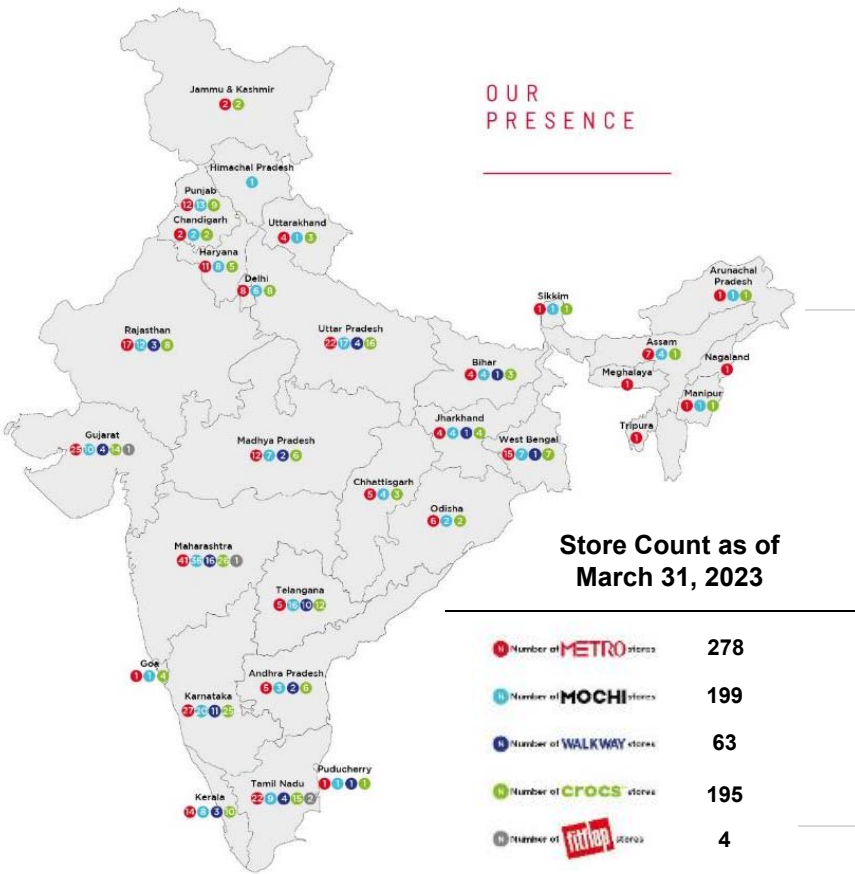 OUR
PRESENCE
Jammu & Kashmir
2 2
Himachal Pradesh
1
Punjab
12 13 9
Chandigarh
2 2 2
Uttarakhand
4 1 3
Haryana
11 8 5
Delhi
8 6 8
Arunachal
Pradesh
1 1 1
Sikkim
1 1 1
Rajasthan
17 12 3 8
Uttar Pradesh
22 17 4 16
Assam
7 4 1
Nagaland
1
Bihar
4 4 1 3
Meghalaya
1
Manipur
1 1 1
Gujarat
25 10 4 14 1
Madhya Pradesh
12 7 2 6
Jharkhand
4 4 1 4
West Bengal
15 7 1 7
Tripura
1
Chhattisgarh
5 4 3
Odisha
6 2 2
Maharashtra
41 16 26 1
Telangana
5 16 10 12
Goa
1 1 4
Andhra Pradesh
5 3 2 6
Karnataka
27 20 11 25
Puducherry
1 1 1 1
Tamil Nadu
22 9 4 15 2
Kerala
14 8 3 10
Store Count as of
March 31, 2023
N Number of METRO stores 278
N Number of MOCHI stores 199
N Number of WALKWAY stores 63
N Number of crocs stores 195
N Number of fitflop stores 4